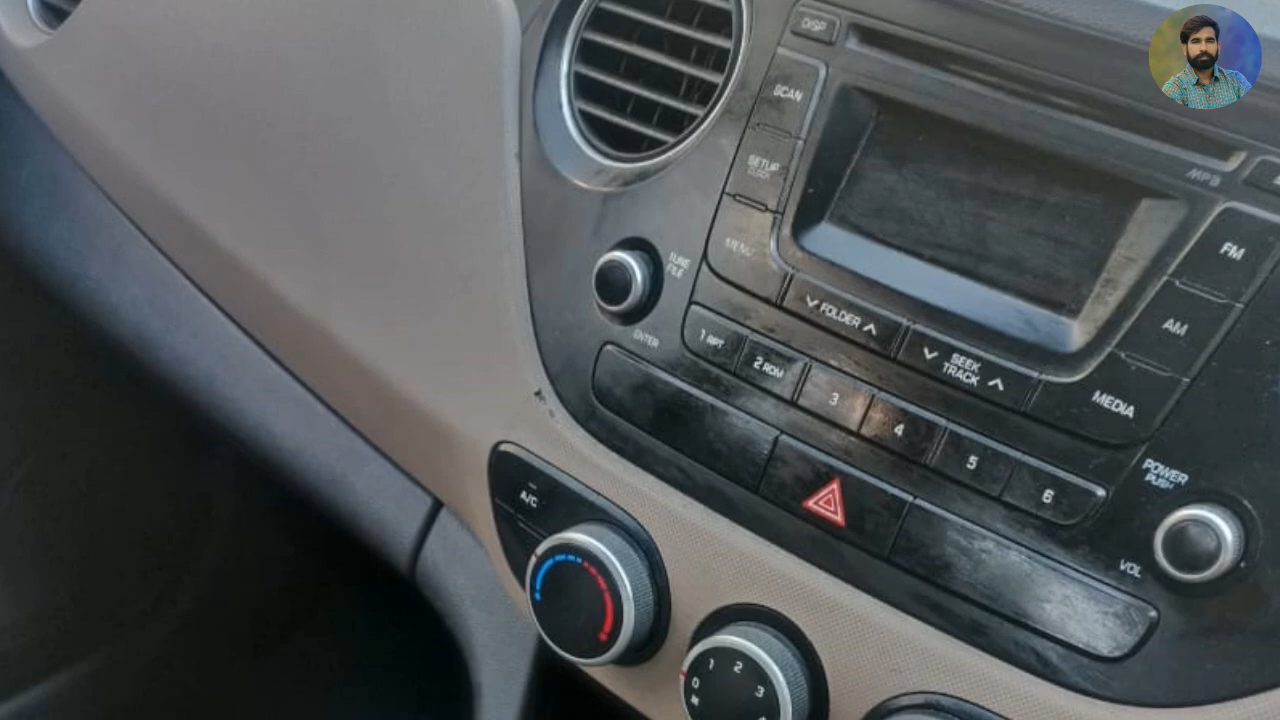 DISP
SCAN
SETUP
CLOCK
MENU
TUNE
FILE
ENTER
MP3
FM
AM
MEDIA
FOLDER
SEEK
TRACK
1 RPT
2 RDM
3
4
5
6
POWER
PUSH
VOL
A/C
0
1
2
3